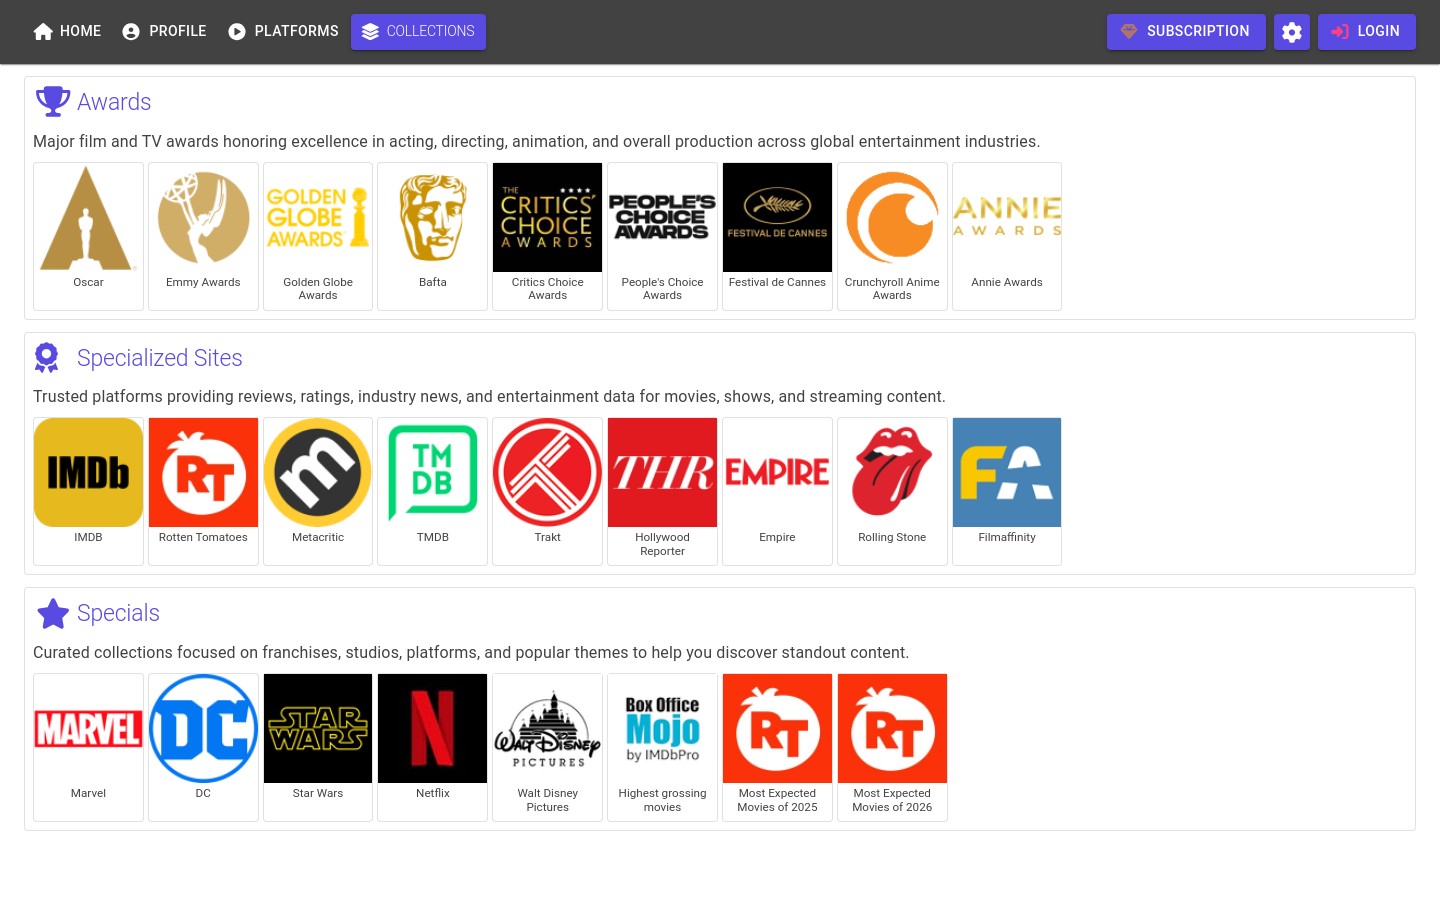 HOME PROFILE PLATFORMS COLLECTIONS SUBSCRIPTION LOGIN
Awards
Major film and TV awards honoring excellence in acting, directing, animation, and overall production across global entertainment industries.
GOLDEN
GLOBE
AWARDS
THE
CRITICS'
CHOICE
AWARDS
PEOPLE'S
CHOICE
AWARDS
FESTIVAL DE CANNES
ANNIE
AWARDS
Oscar
Emmy Awards
Golden Globe
Awards
Bafta
Critics Choice
Awards
People's Choice
Awards
Festival de Cannes
Crunchyroll Anime
Awards
Annie Awards
Specialized Sites
Trusted platforms providing reviews, ratings, industry news, and entertainment data for movies, shows, and streaming content.
IMDb
RT
m
TM
DB
THR
EMPIRE
FA
IMDB
Rotten Tomatoes
Metacritic
TMDB
Trakt
Hollywood
Reporter
Empire
Rolling Stone
Filmaffinity
Specials
Curated collections focused on franchises, studios, platforms, and popular themes to help you discover standout content.
MARVEL
DC
STAR
WARS
N
WALT DISNEY
PICTURES
Box Office
Mojo
by IMDbPro
RT
RT
Marvel
DC
Star Wars
Netflix
Walt Disney
Pictures
Highest grossing
movies
Most Expected
Movies of 2025
Most Expected
Movies of 2026